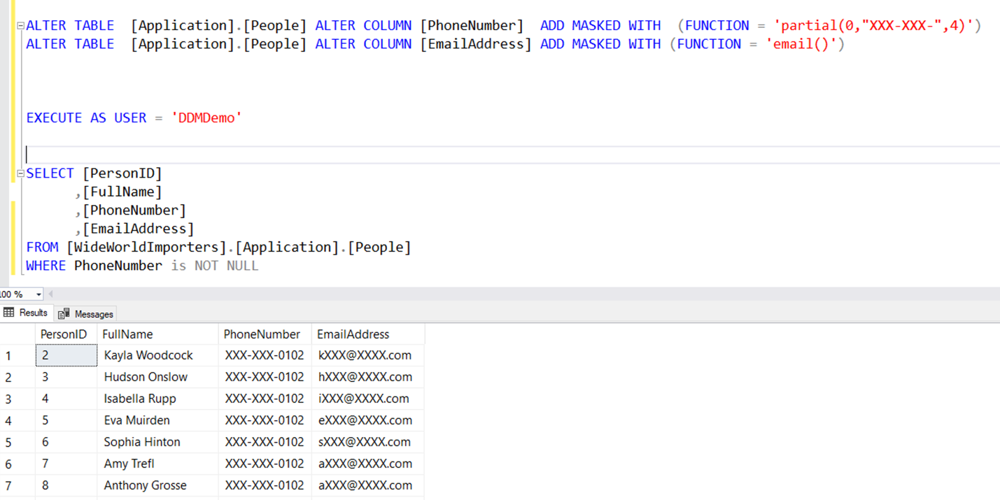 ALTER TABLE  [Application].[People] ALTER COLUMN [PhoneNumber]  ADD MASKED WITH  (FUNCTION = 'partial(0,"XXX-XXX-",4)')
ALTER TABLE  [Application].[People] ALTER COLUMN [EmailAddress] ADD MASKED WITH (FUNCTION = 'email()')
EXECUTE AS USER = 'DDMDemo'
SELECT [PersonID]
,[FullName]
,[PhoneNumber]
,[EmailAddress]
FROM [WideWorldImporters].[Application].[People]
WHERE PhoneNumber is NOT NULL
100 %
Results Messages
PersonID FullName PhoneNumber EmailAddress
1 2 Kayla Woodcock XXX-XXX-0102 kXXX@XXXX.com
2 3 Hudson Onslow XXX-XXX-0102 hXXX@XXXX.com
3 4 Isabella Rupp XXX-XXX-0102 iXXX@XXXX.com
4 5 Eva Muirden XXX-XXX-0102 eXXX@XXXX.com
5 6 Sophia Hinton XXX-XXX-0102 sXXX@XXXX.com
6 7 Amy Trefl XXX-XXX-0102 aXXX@XXXX.com
7 8 Anthony Grosse XXX-XXX-0102 aXXX@XXXX.com